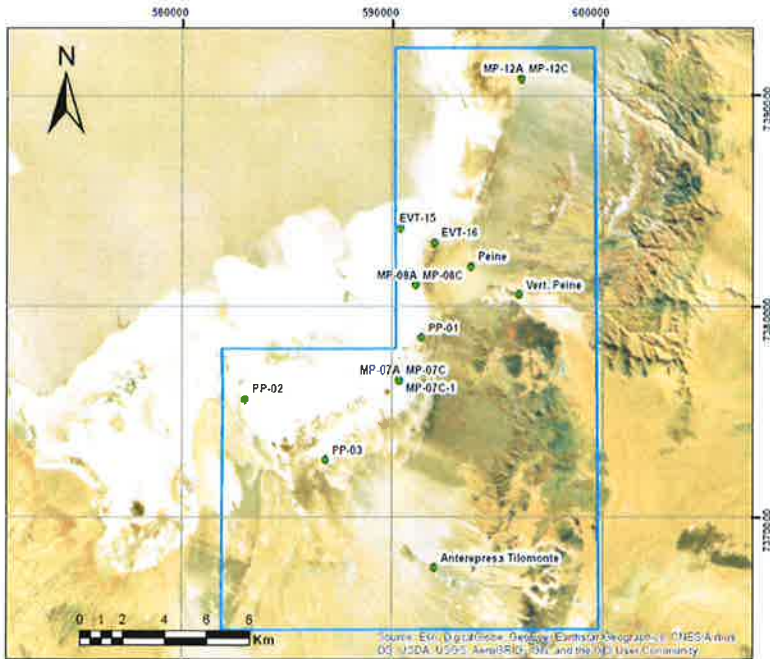 580000 590000 600000
N
MP-12A MP-12C
7390000
EVT-15
EVT-16
Peine
MP-08A MP-08C
Vert. Peine
7380000
PP-01
MP-07A MP-07C
MP-07C-1
PP-02
PP-03
7370000
Anterepresa Tilomonte
0 1 2 4 6 8
Km
Source: Esri, DigitalGlobe, GeoEye, Earthstar Geographics, CNES/Airbus
DS, USDA, USGS, AeroGRID, IGN, and the GIS User Community